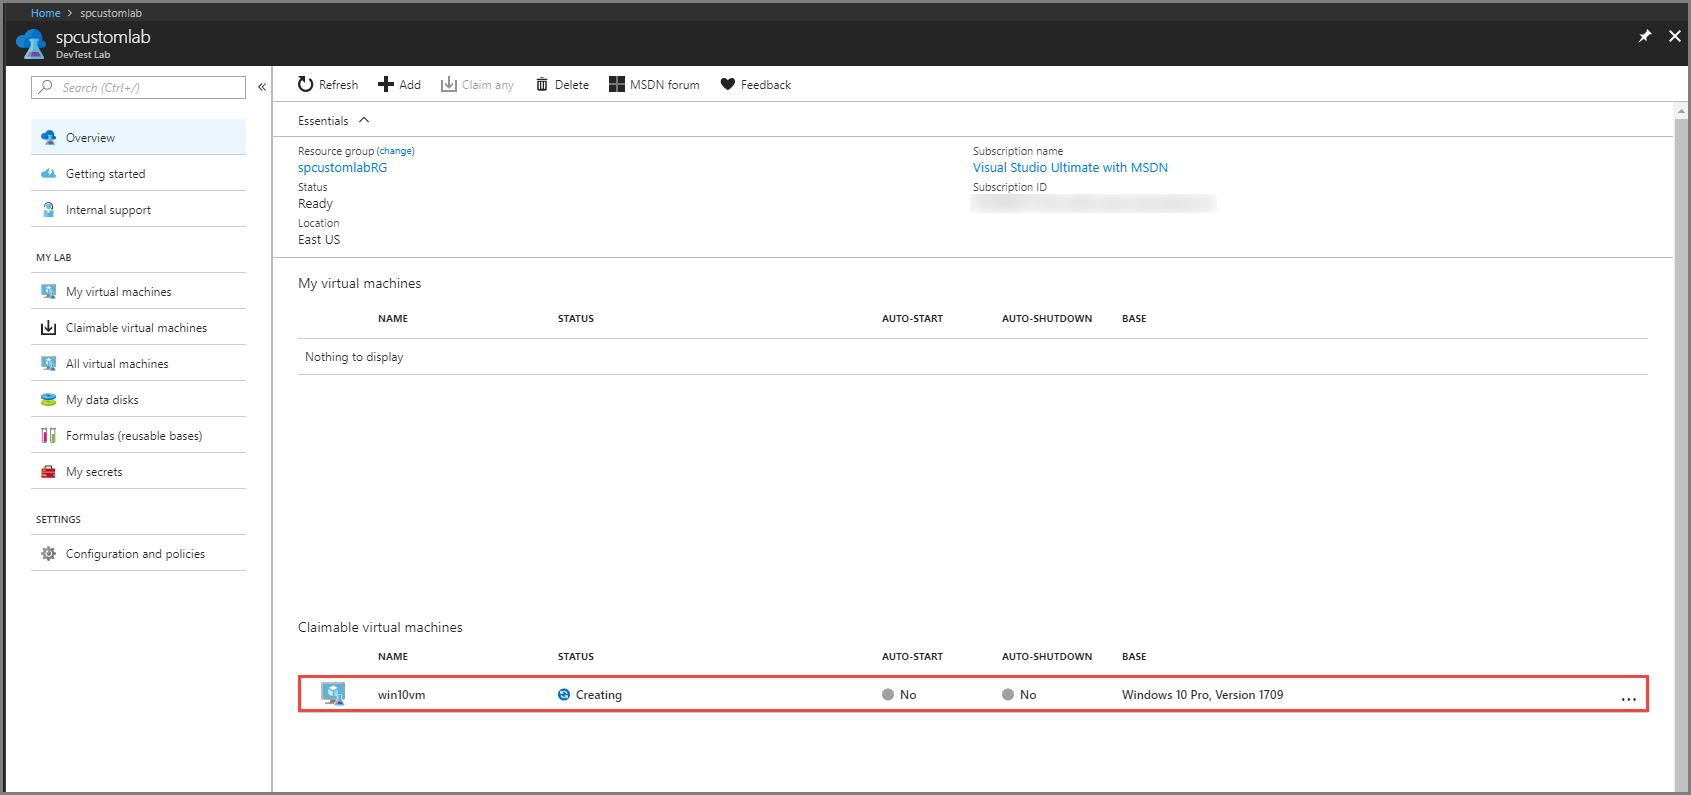 Home > spcustomlab
spcustomlab
DevTest Lab
Search (Ctrl+/)
«
Overview
Getting started
Internal support
MY LAB
My virtual machines
Claimable virtual machines
All virtual machines
My data disks
Formulas (reusable bases)
My secrets
SETTINGS
Configuration and policies
Refresh Add Claim any Delete MSDN forum Feedback
Essentials
Resource group (change)
spcustomlabRG
Status
Ready
Location
East US
Subscription name
Visual Studio Ultimate with MSDN
Subscription ID
My virtual machines
NAME STATUS AUTO-START AUTO-SHUTDOWN BASE
Nothing to display
Claimable virtual machines
NAME STATUS AUTO-START AUTO-SHUTDOWN BASE
win10vm Creating No No Windows 10 Pro, Version 1709 ...